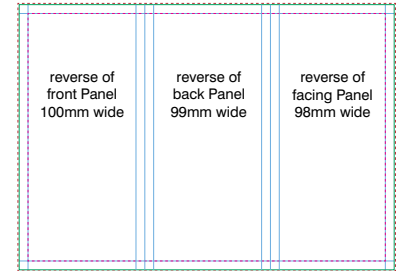 reverse of
front Panel
100mm wide
reverse of
back Panel
99mm wide
reverse of
facing Panel
98mm wide